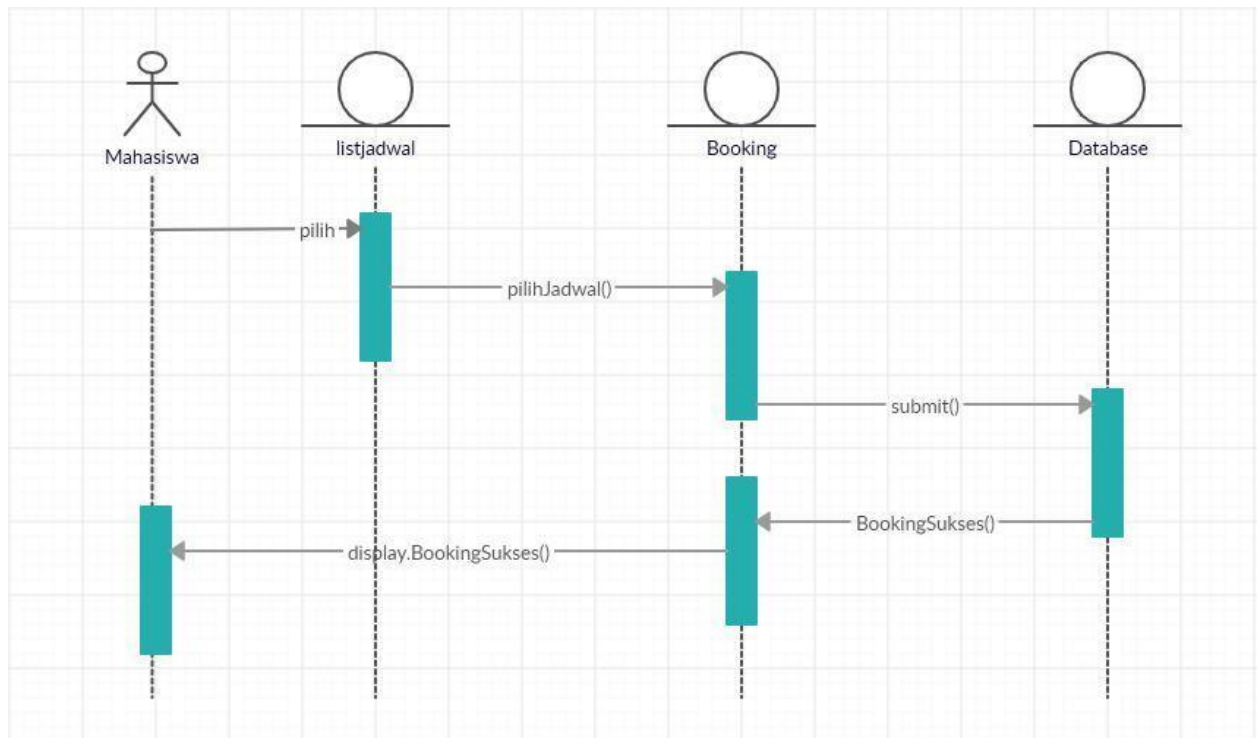 Mahasiswa
listjadwal
Booking
Database
pilih
pilihJadwal()
submit()
BookingSukses()
display.BookingSukses()